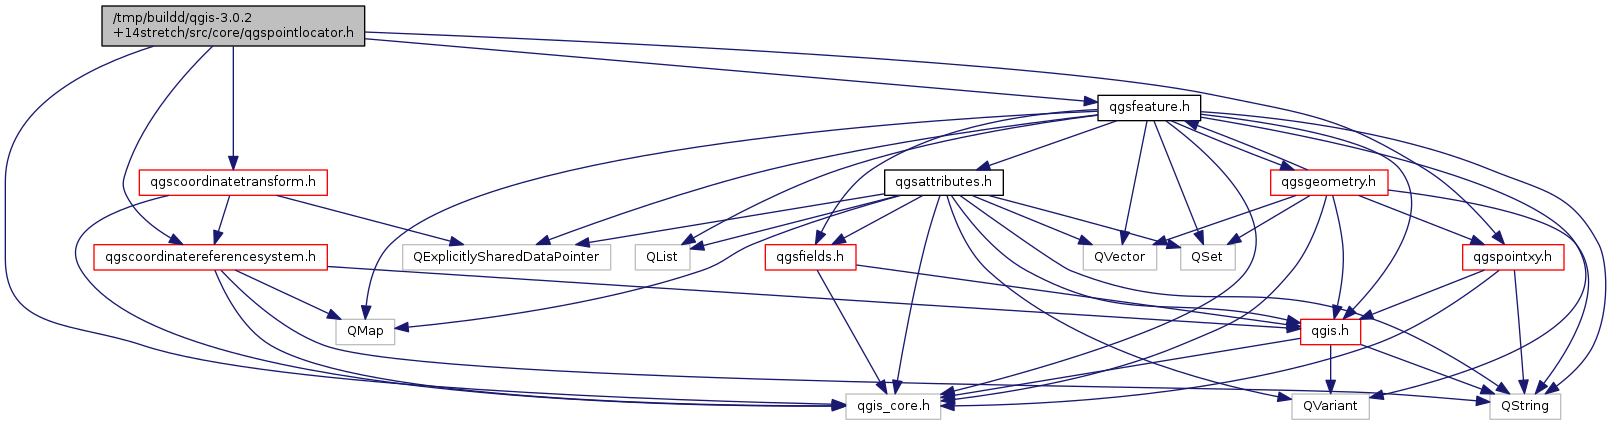 /tmp/buildd/qgis-3.0.2
+14stretch/src/core/qgspointlocator.h
qgsfeature.h
qgscoordinatetransform.h
qgsattributes.h
qgsgeometry.h
qgscoordinatereferencesystem.h
QExplicitlySharedDataPointer
QList
qgsfields.h
QVector
QSet
qgspointxy.h
QMap
qgis.h
qgis_core.h
QVariant
QString